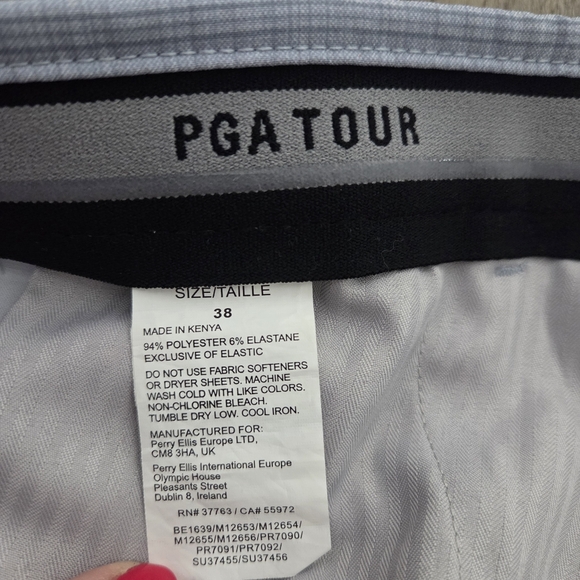 PGA TOUR
SIZE/TAILLE
38
MADE IN KENYA
94% POLYESTER 6% ELASTANE
EXCLUSIVE OF ELASTIC
DO NOT USE FABRIC SOFTENERS
OR DRYER SHEETS. MACHINE
WASH COLD WITH LIKE COLORS.
NON-CHLORINE BLEACH.
TUMBLE DRY LOW. COOL IRON.
MANUFACTURED FOR:
Perry Ellis Europe LTD,
CM8 3HA, UK
Perry Ellis International Europe
Olympic House
Pleasants Street
Dublin 8, Ireland
RN# 37763 / CA# 55972
BE1639/M12653/M12654/
M12655/M12656/PR7090/
PR7091/PR7092/
SU37455/SU37456